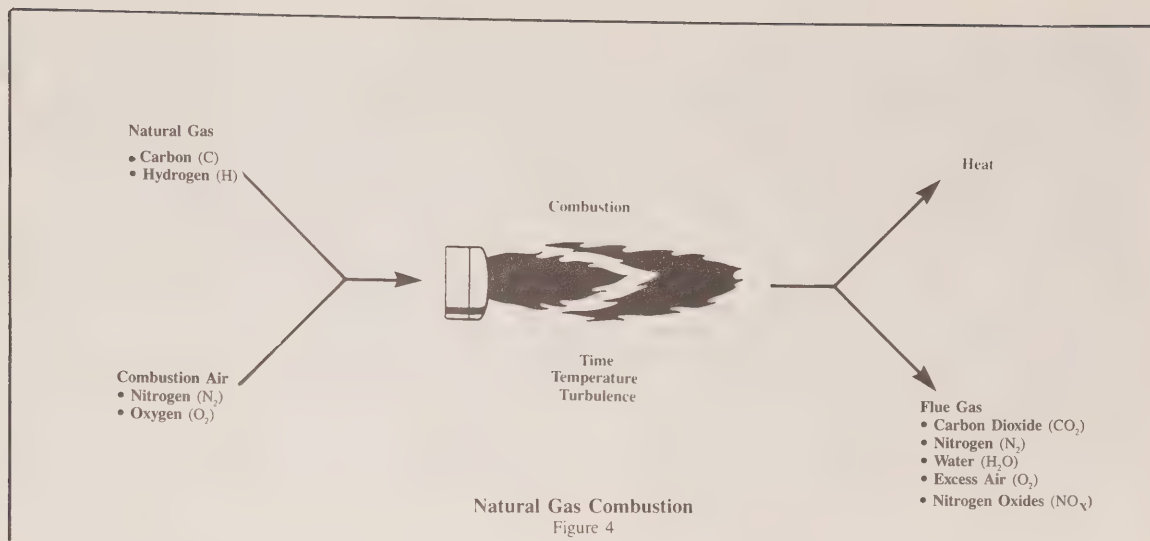 Natural Gas
• Carbon (C)
• Hydrogen (H)
Combustion Air
• Nitrogen (N₂)
• Oxygen (O₂)
Combustion
Time
Temperature
Turbulence
Heat
Flue Gas
• Carbon Dioxide (CO₂)
• Nitrogen (N₂)
• Water (H₂O)
• Excess Air (O₂)
• Nitrogen Oxides (NOₓ)
Natural Gas Combustion
Figure 4